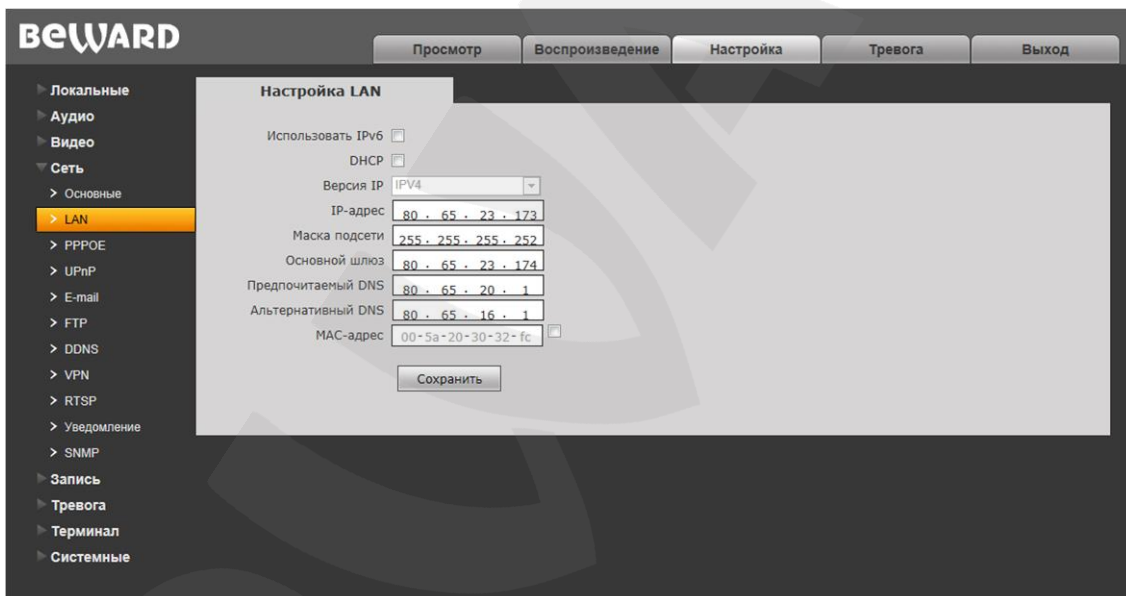 BEWARD
Просмотр
Воспроизведение
Настройка
Тревога
Выход
Локальные
Аудио
Видео
Сеть
> Основные
> LAN
> PPPOE
> UPnP
> E-mail
> FTP
> DDNS
> VPN
> RTSP
> Уведомление
> SNMP
Запись
Тревога
Терминал
Системные
Настройка LAN
Использовать IPv6
DHCP
Версия IP IPV4
IP-адрес 80 . 65 . 23 . 173
Маска подсети 255 . 255 . 255 . 252
Основной шлюз 80 . 65 . 23 . 174
Предпочитаемый DNS 80 . 65 . 20 . 1
Альтернативный DNS 80 . 65 . 16 . 1
MAC-адрес 00-5a-20-30-32-fc
Сохранить